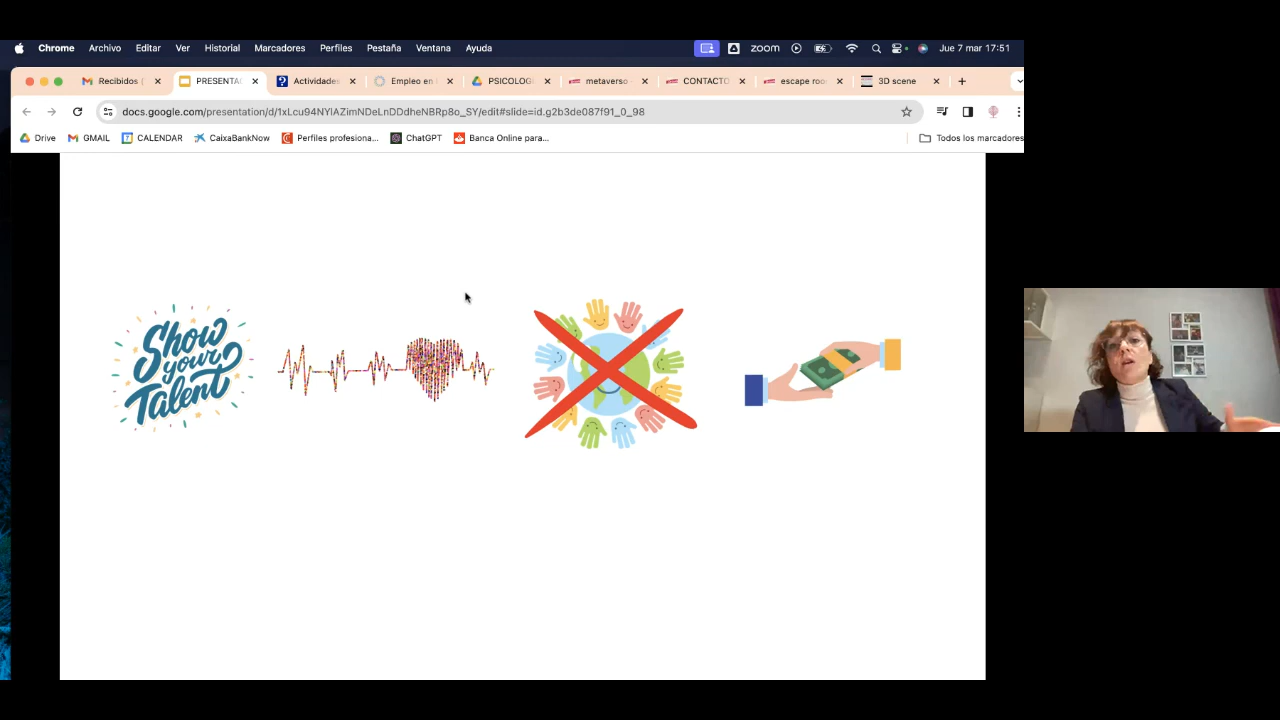 Chrome Archivo Editar Ver Historial Marcadores Perfiles Pestaña Ventana Ayuda zoom Jue 7 mar 17:51
Recibidos ( PRESENTA Actividades Empleo en PSICOLOG metaverso CONTACTO escape roo 3D scene
docs.google.com/presentation/d/1xLcu94NYlAZimNDeLnDDdheNBRp8o_SY/edit#slide=id.g2b3de087f91_0_98
Drive GMAIL CALENDAR CaixaBankNow Perfiles profesiona... ChatGPT Banca Online para... Todos los marcadores
Show
your
Talent